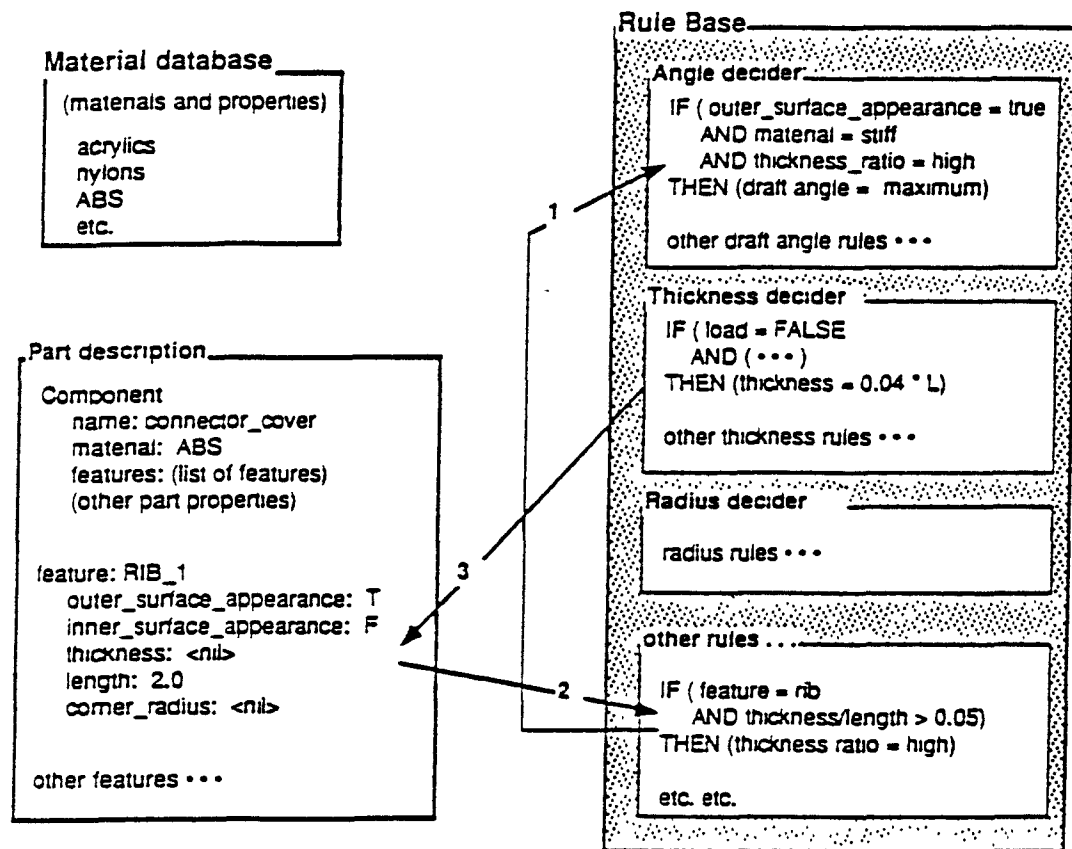 Material database
(materials and properties)
acrylics
nylons
ABS
etc.
Part description
Component
name: connector_cover
material: ABS
features: (list of features)
(other part properties)
feature: RIB_1
outer_surface_appearance: T
inner_surface_appearance: F
thickness: <nil>
length: 2.0
corner_radius: <nil>
other features • • •
1
2
3
Rule Base
Angle decider
IF ( outer_surface_appearance = true
AND material = stiff
AND thickness_ratio = high
THEN (draft angle = maximum)
other draft angle rules • • •
Thickness decider
IF ( load = FALSE
AND ( • • • )
THEN (thickness = 0.04 * L)
other thickness rules • • •
Radius decider
radius rules • • •
other rules . . .
IF ( feature = rib
AND thickness/length > 0.05)
THEN (thickness ratio = high)
etc. etc.